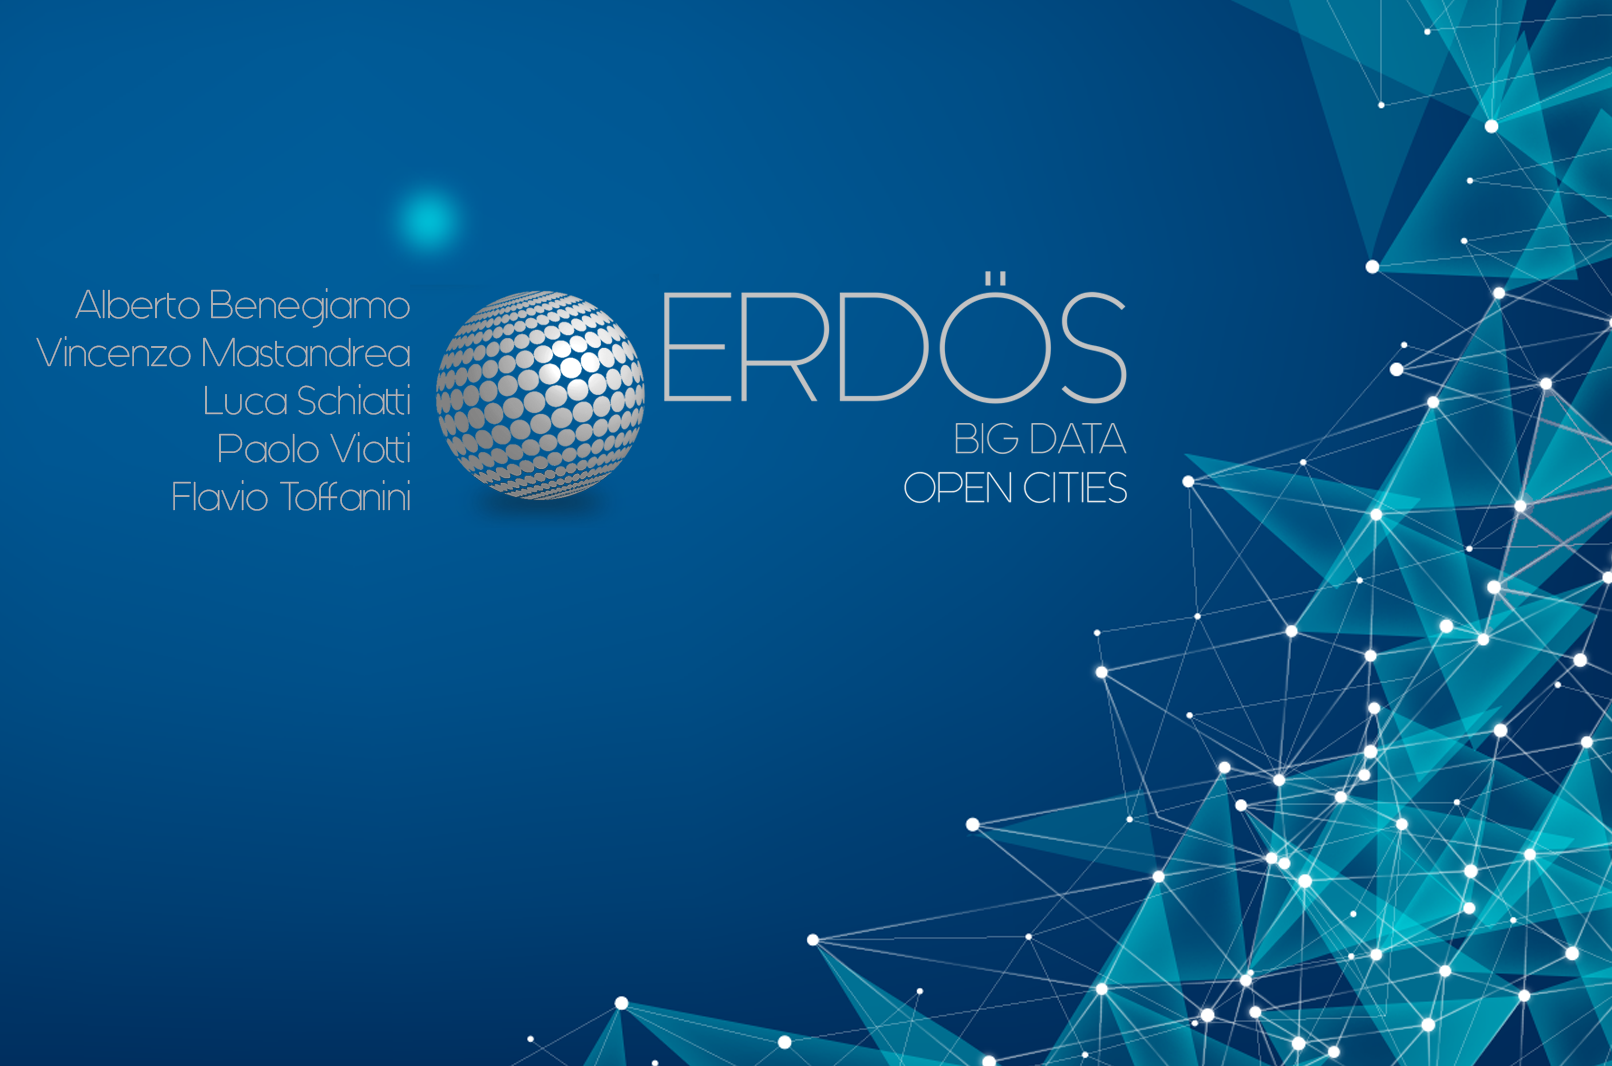 Alberto Benegiamo
Vincenzo Mastandrea
Luca Schiatti
Paolo Viotti
Flavio Toffanini
ERDÖS
BIG DATA
OPEN CITIES